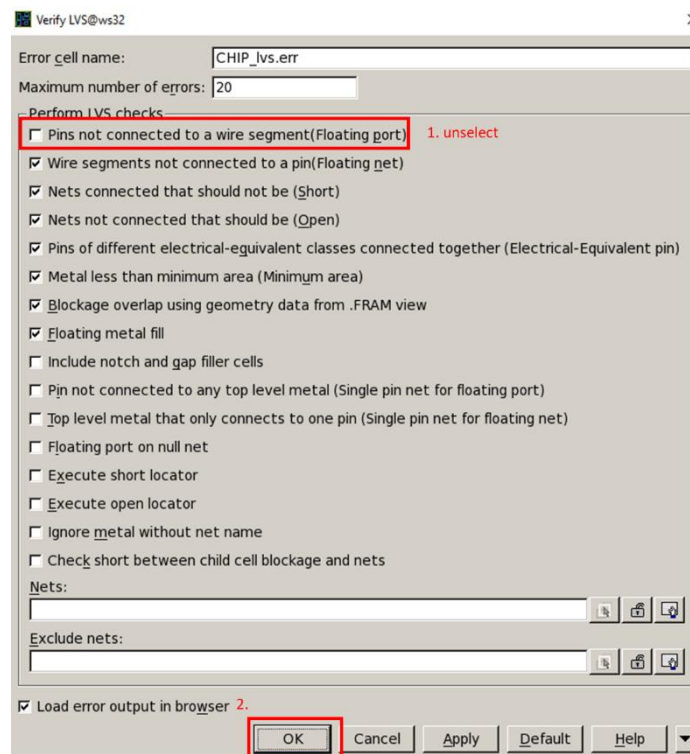 Verify LVS@ws32
Error cell name: CHIP_lvs.err
Maximum number of errors: 20
Perform LVS checks
Pins not connected to a wire segment(Floating port) 1. unselect
Wire segments not connected to a pin(Floating net)
Nets connected that should not be (Short)
Nets not connected that should be (Open)
Pins of different electrical-equivalent classes connected together (Electrical-Equivalent pin)
Metal less than minimum area (Minimum area)
Blockage overlap using geometry data from .FRAM view
Floating metal fill
Include notch and gap filler cells
Pin not connected to any top level metal (Single pin net for floating port)
Top level metal that only connects to one pin (Single pin net for floating net)
Floating port on null net
Execute short locator
Execute open locator
Ignore metal without net name
Check short between child cell blockage and nets
Nets:
Exclude nets:
Load error output in browser 2.
OK Cancel Apply Default Help